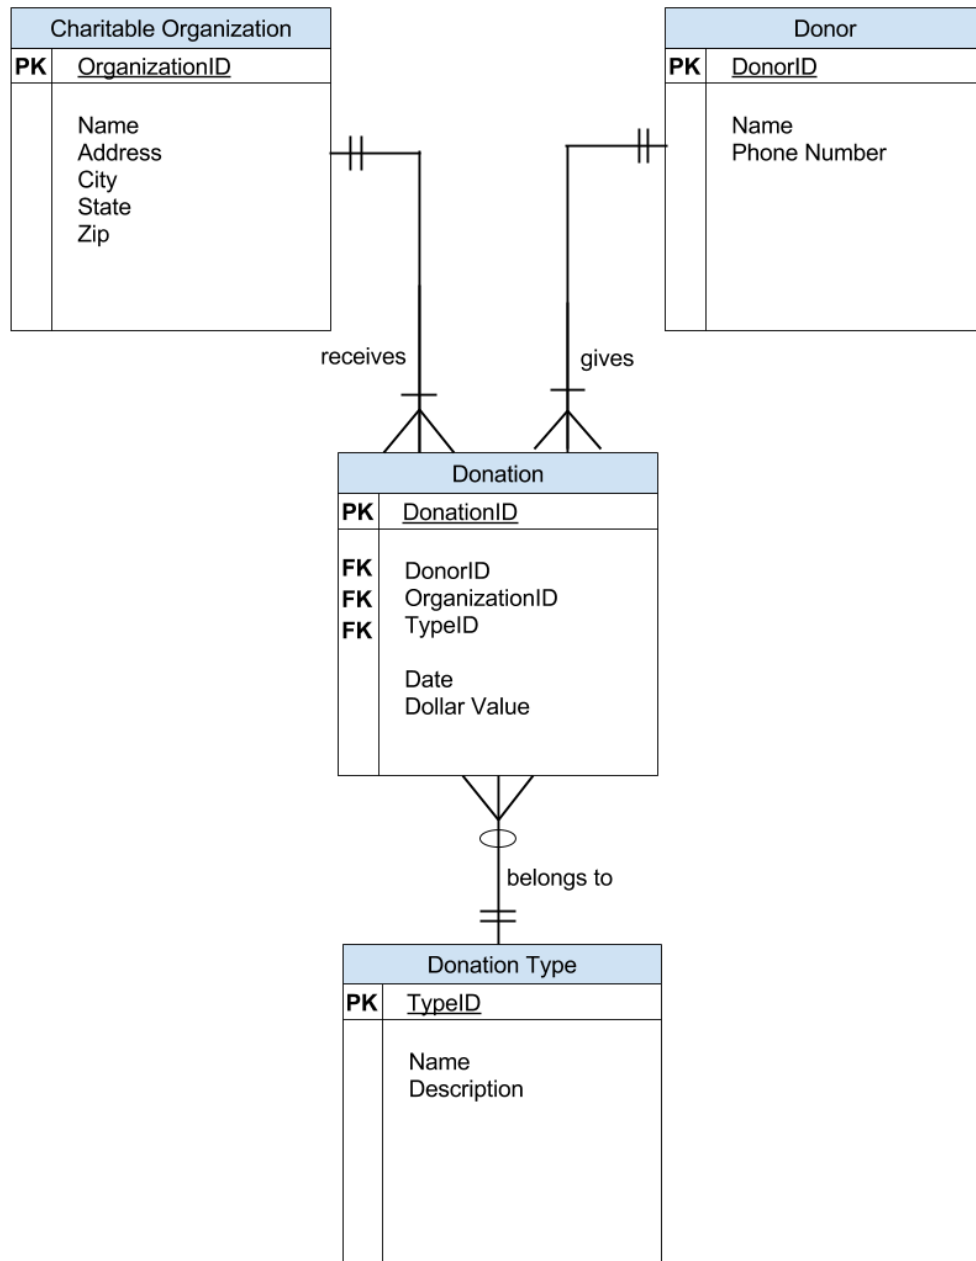 Charitable Organization
PK OrganizationID
Name
Address
City
State
Zip
Donor
PK DonorID
Name
Phone Number
receives
gives
Donation
PK DonationID
FK DonorID
FK OrganizationID
FK TypeID
Date
Dollar Value
belongs to
Donation Type
PK TypeID
Name
Description